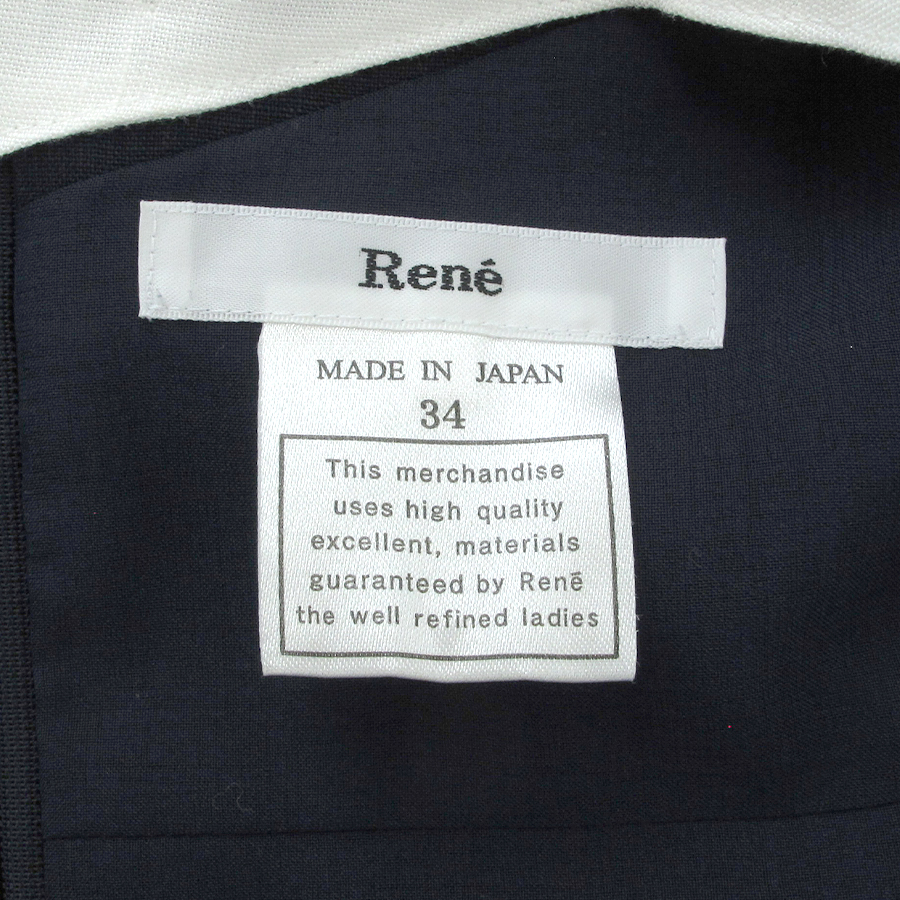 René
MADE IN JAPAN
34
This merchandise
uses high quality
excellent, materials
guaranteed by René
the well refined ladies